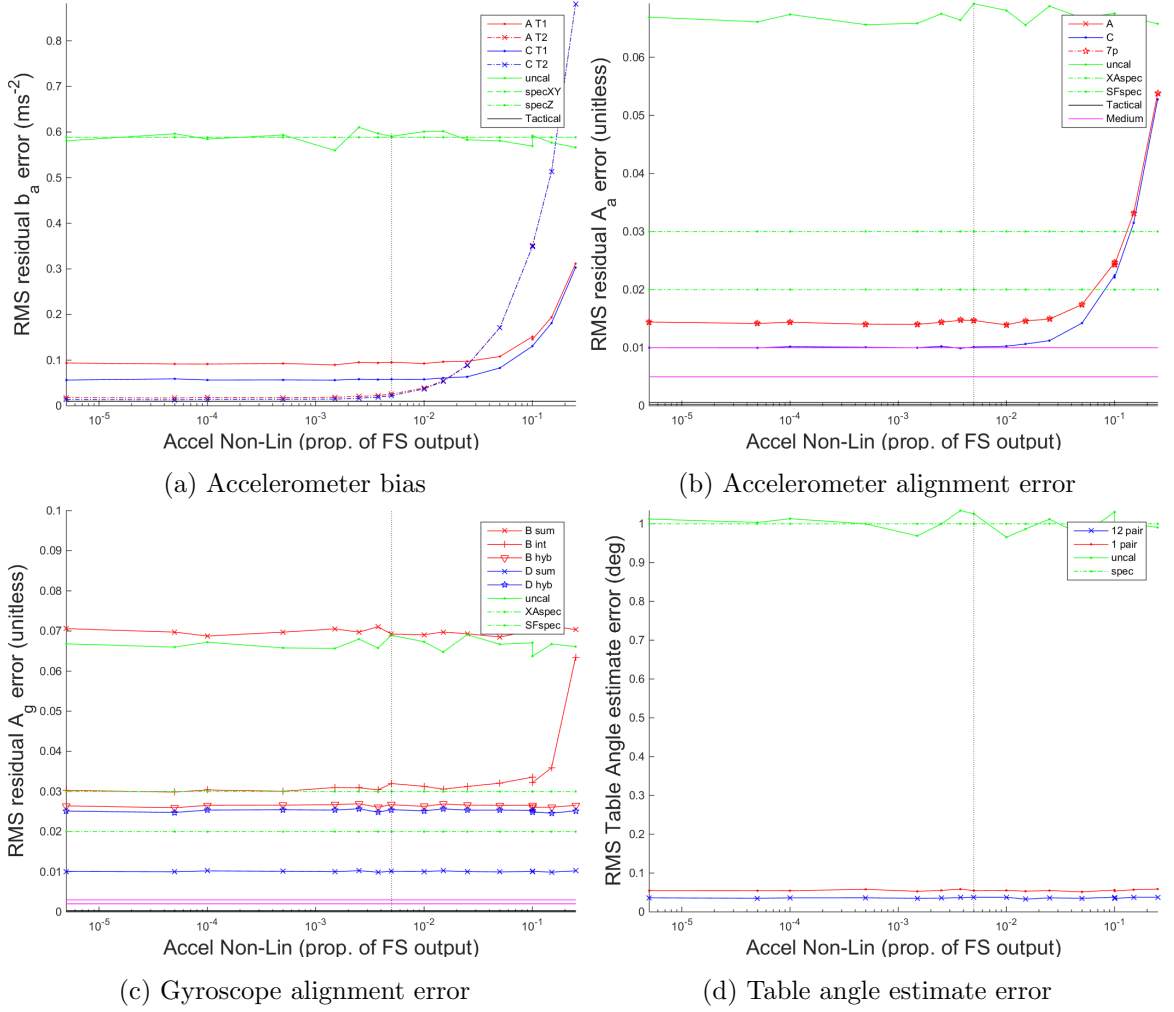 RMS residual b_a error (ms^-2)
0.8
0.7
0.6
0.5
0.4
0.3
0.2
0.1
0
A T1
A T2
C T1
C T2
uncal
specXY
specZ
Tactical
10^-5 10^-4 10^-3 10^-2 10^-1
Accel Non-Lin (prop. of FS output)
(a) Accelerometer bias
RMS residual A_a error (unitless)
0.06
0.05
0.04
0.03
0.02
0.01
0
A
C
7p
uncal
XAspec
SFspec
Tactical
Medium
10^-5 10^-4 10^-3 10^-2 10^-1
Accel Non-Lin (prop. of FS output)
(b) Accelerometer alignment error
RMS residual A_g error (unitless)
0.1
0.09
0.08
0.07
0.06
0.05
0.04
0.03
0.02
0.01
0
B sum
B int
B hyb
D sum
D hyb
uncal
XAspec
SFspec
10^-5 10^-4 10^-3 10^-2 10^-1
Accel Non-Lin (prop. of FS output)
(c) Gyroscope alignment error
RMS Table Angle estimate error (deg)
1
0.9
0.8
0.7
0.6
0.5
0.4
0.3
0.2
0.1
0
12 pair
1 pair
uncal
spec
10^-5 10^-4 10^-3 10^-2 10^-1
Accel Non-Lin (prop. of FS output)
(d) Table angle estimate error